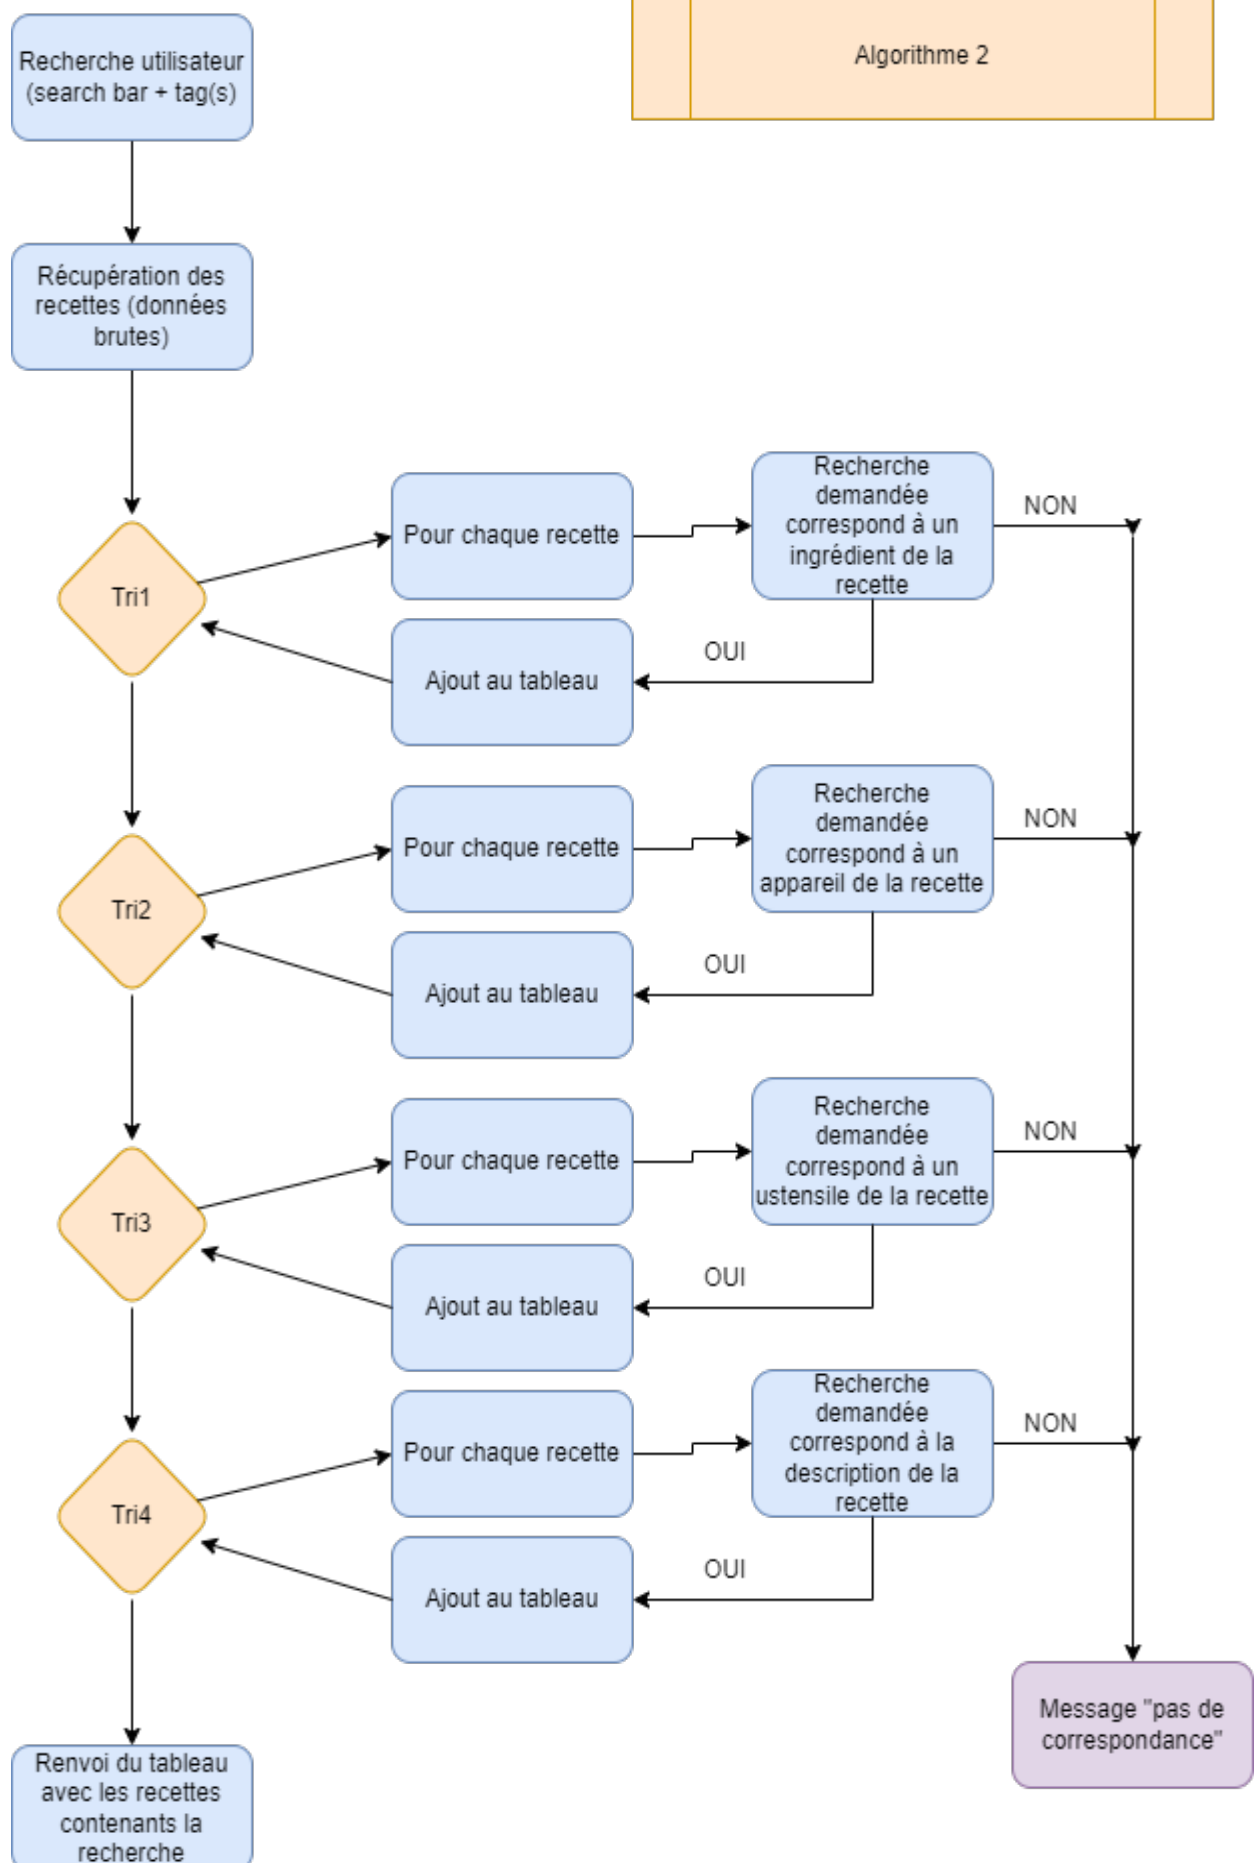 Recherche utilisateur
(search bar + tag(s)
Algorithme 2
Récupération des
recettes (données
brutes)
Tri1
Pour chaque recette
Recherche
demandée
correspond à un
ingrédient de la
recette
NON
Ajout au tableau
OUI
Tri2
Pour chaque recette
Recherche
demandée
correspond à un
appareil de la recette
NON
Ajout au tableau
OUI
Tri3
Pour chaque recette
Recherche
demandée
correspond à un
ustensile de la recette
NON
Ajout au tableau
OUI
Tri4
Pour chaque recette
Recherche
demandée
correspond à la
description de la
recette
NON
Ajout au tableau
OUI
Message "pas de
correspondance"
Renvoi du tableau
avec les recettes
contenants la
recherche